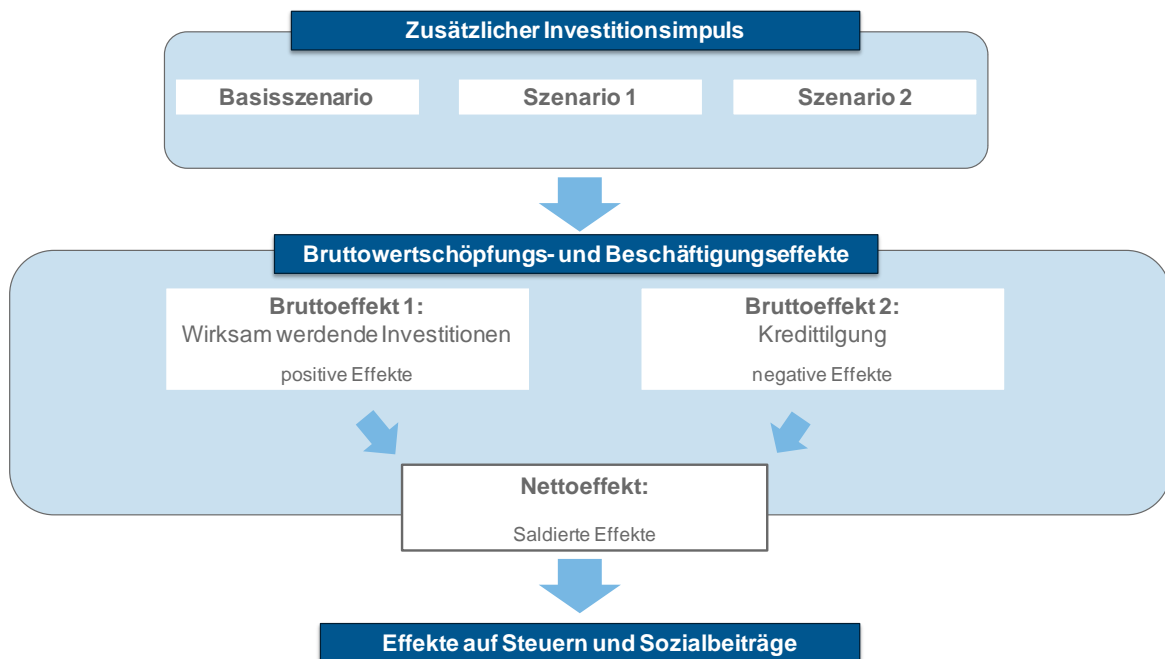 Zusätzlicher Investitionsimpuls
Basisszenario
Szenario 1
Szenario 2
Bruttowertschöpfungs- und Beschäftigungseffekte
Bruttoeffekt 1:
Wirksam werdende Investitionen
positive Effekte
Bruttoeffekt 2:
Kredittilgung
negative Effekte
Nettoeffekt:
Saldierte Effekte
Effekte auf Steuern und Sozialbeiträge